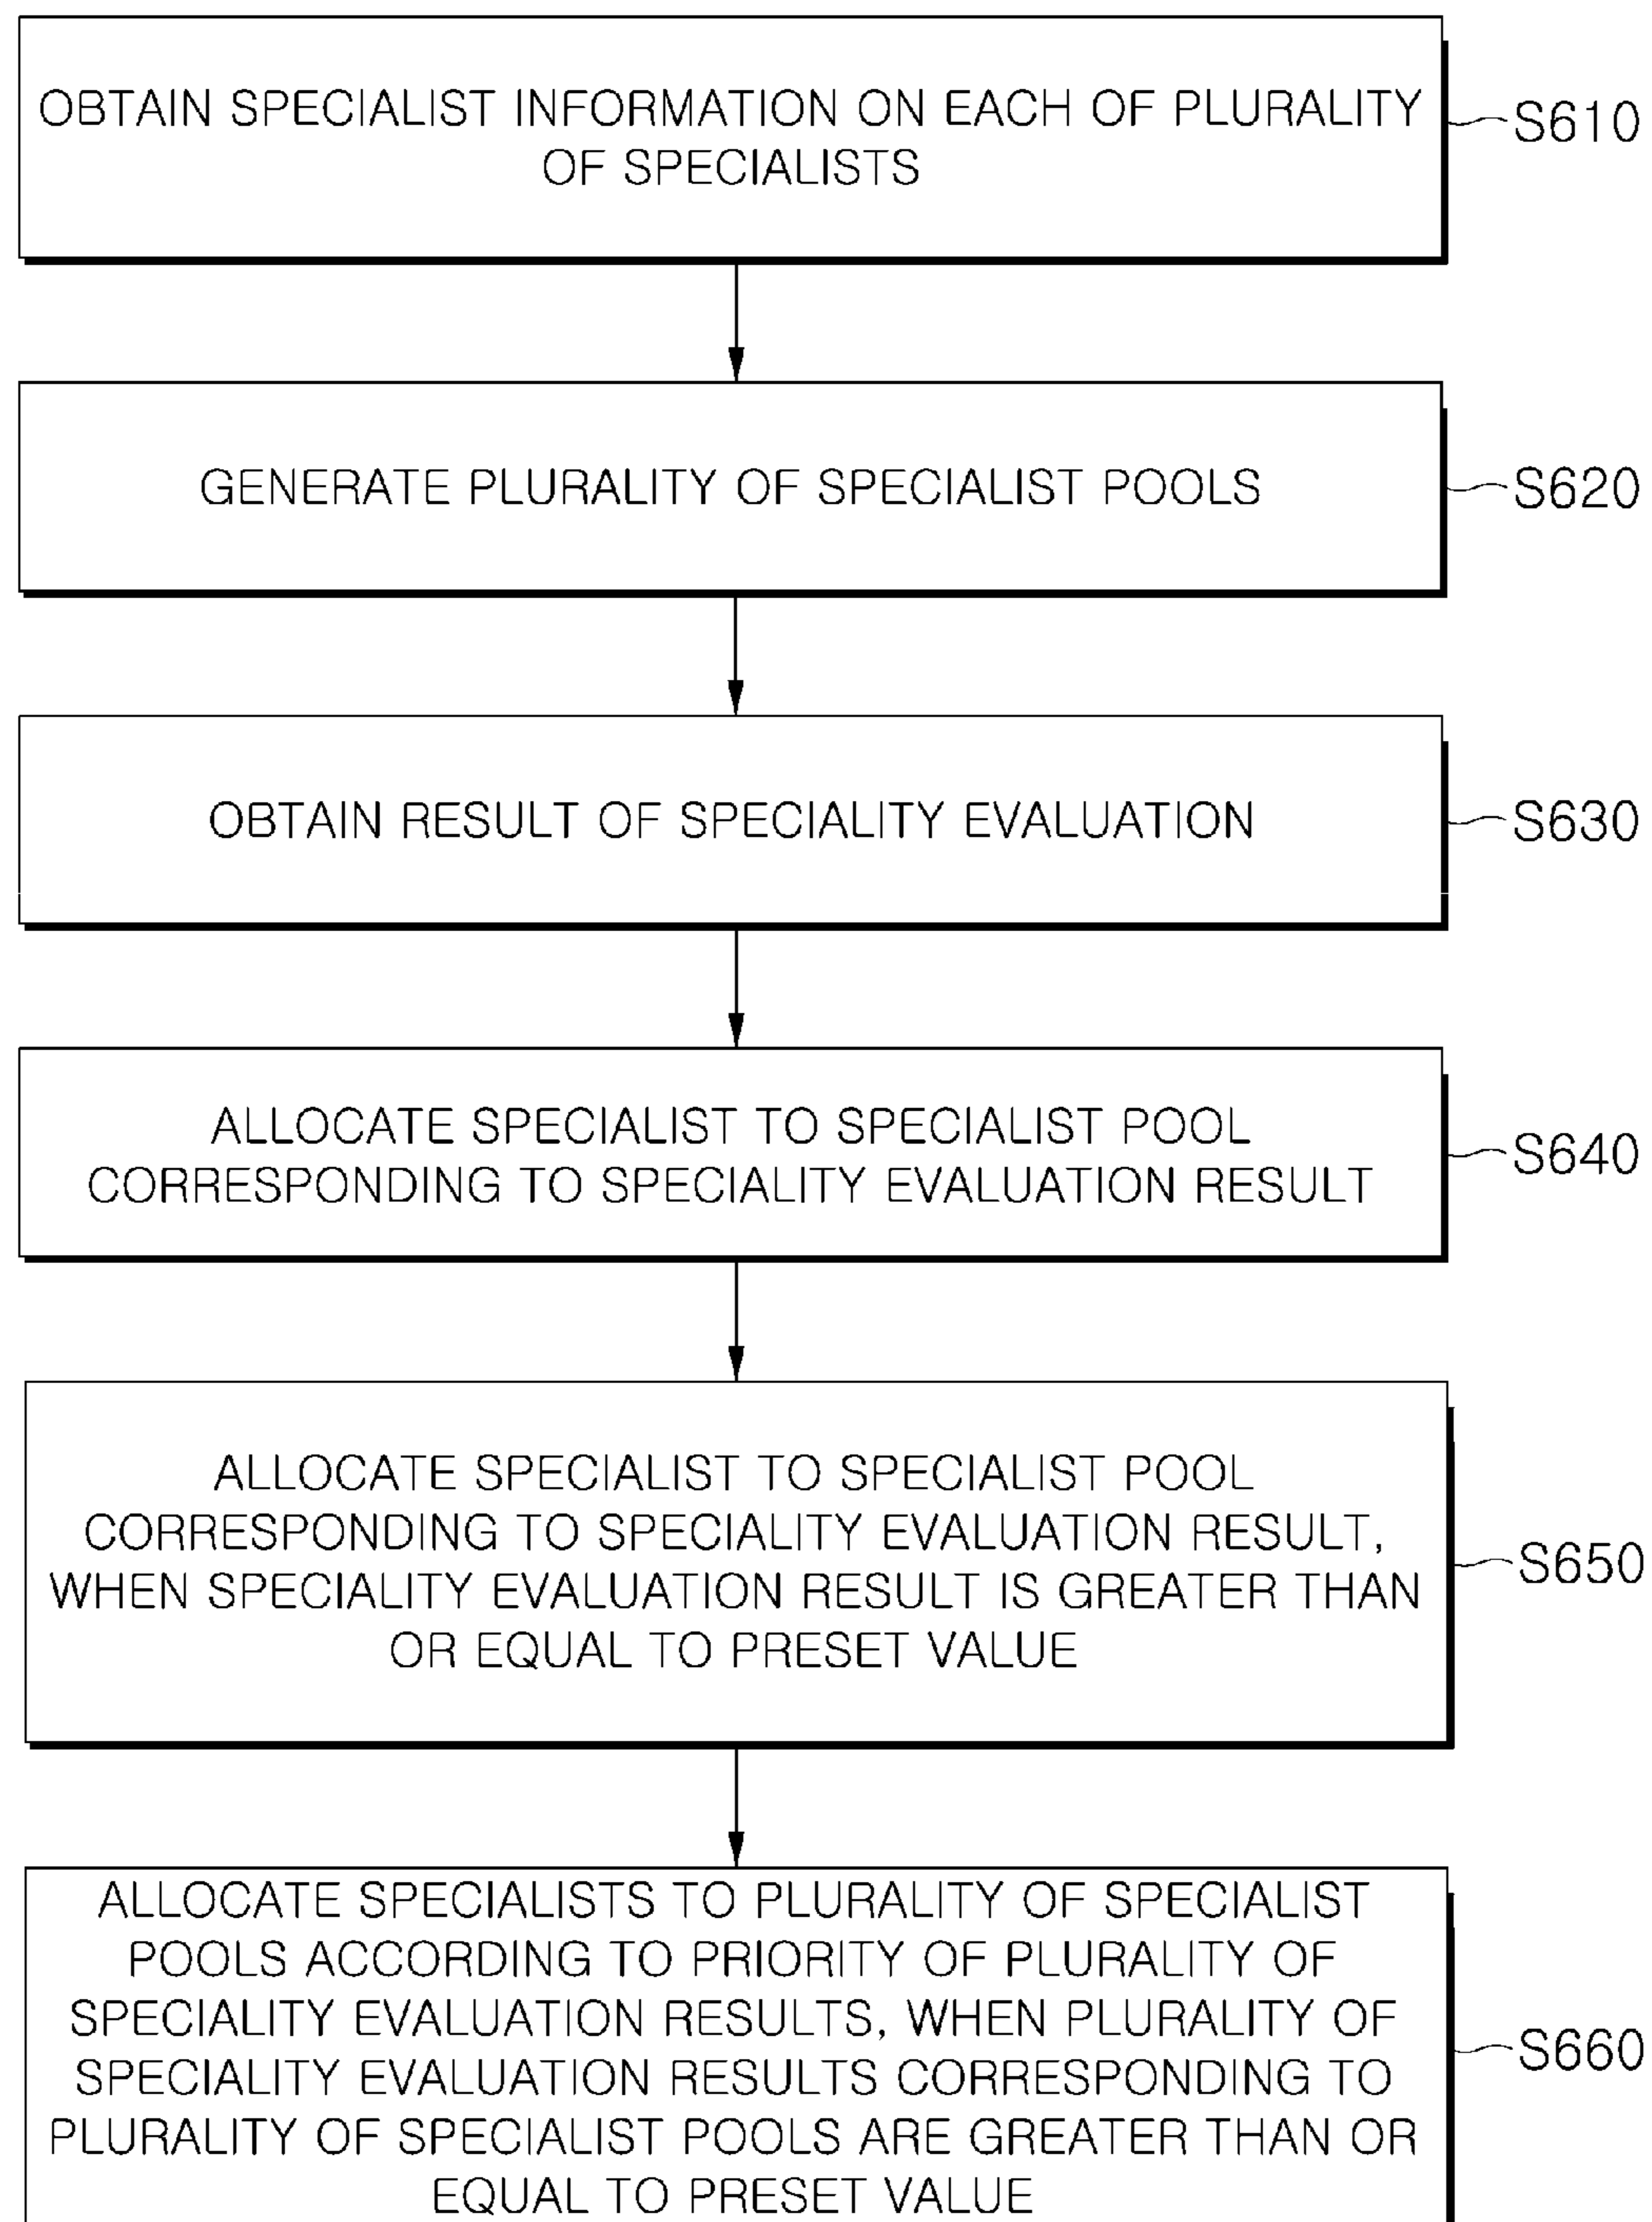 OBTAIN SPECIALIST INFORMATION ON EACH OF PLURALITY
OF SPECIALISTS
S610
GENERATE PLURALITY OF SPECIALIST POOLS
S620
OBTAIN RESULT OF SPECIALITY EVALUATION
S630
ALLOCATE SPECIALIST TO SPECIALIST POOL
CORRESPONDING TO SPECIALITY EVALUATION RESULT
S640
ALLOCATE SPECIALIST TO SPECIALIST POOL
CORRESPONDING TO SPECIALITY EVALUATION RESULT,
WHEN SPECIALITY EVALUATION RESULT IS GREATER THAN
OR EQUAL TO PRESET VALUE
S650
ALLOCATE SPECIALISTS TO PLURALITY OF SPECIALIST
POOLS ACCORDING TO PRIORITY OF PLURALITY OF
SPECIALITY EVALUATION RESULTS, WHEN PLURALITY OF
SPECIALITY EVALUATION RESULTS CORRESPONDING TO
PLURALITY OF SPECIALIST POOLS ARE GREATER THAN OR
EQUAL TO PRESET VALUE
S660